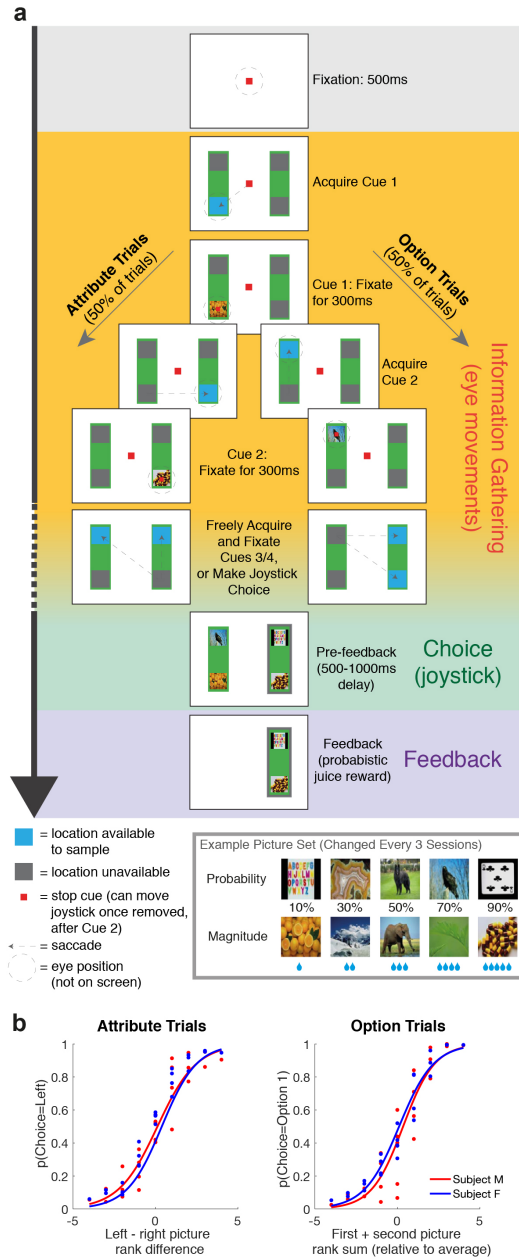 a
Fixation: 500ms
Acquire Cue 1
Attribute Trials
(50% of trials)
Option Trials
(50% of trials)
Cue 1: Fixate
for 300ms
Acquire
Cue 2
Information Gathering
(eye movements)
Cue 2:
Fixate for 300ms
Freely Acquire
and Fixate
Cues 3/4,
or Make Joystick
Choice
Pre-feedback
(500-1000ms
delay)
Choice
(joystick)
Feedback
(probabistic
juice reward)
Feedback
= location available
to sample
= location unavailable
= stop cue (can move
joystick once removed,
after Cue 2)
= saccade
= eye position
(not on screen)
Example Picture Set (Changed Every 3 Sessions)
Probability
10% 30% 50% 70% 90%
Magnitude
b
Attribute Trials
p(Choice=Left)
1
0.8
0.6
0.4
0.2
0
-5 0 5
Left - right picture
rank difference
Option Trials
p(Choice=Option 1)
1
0.8
0.6
0.4
0.2
0
Subject M
Subject F
-5 0 5
First + second picture
rank sum (relative to average)